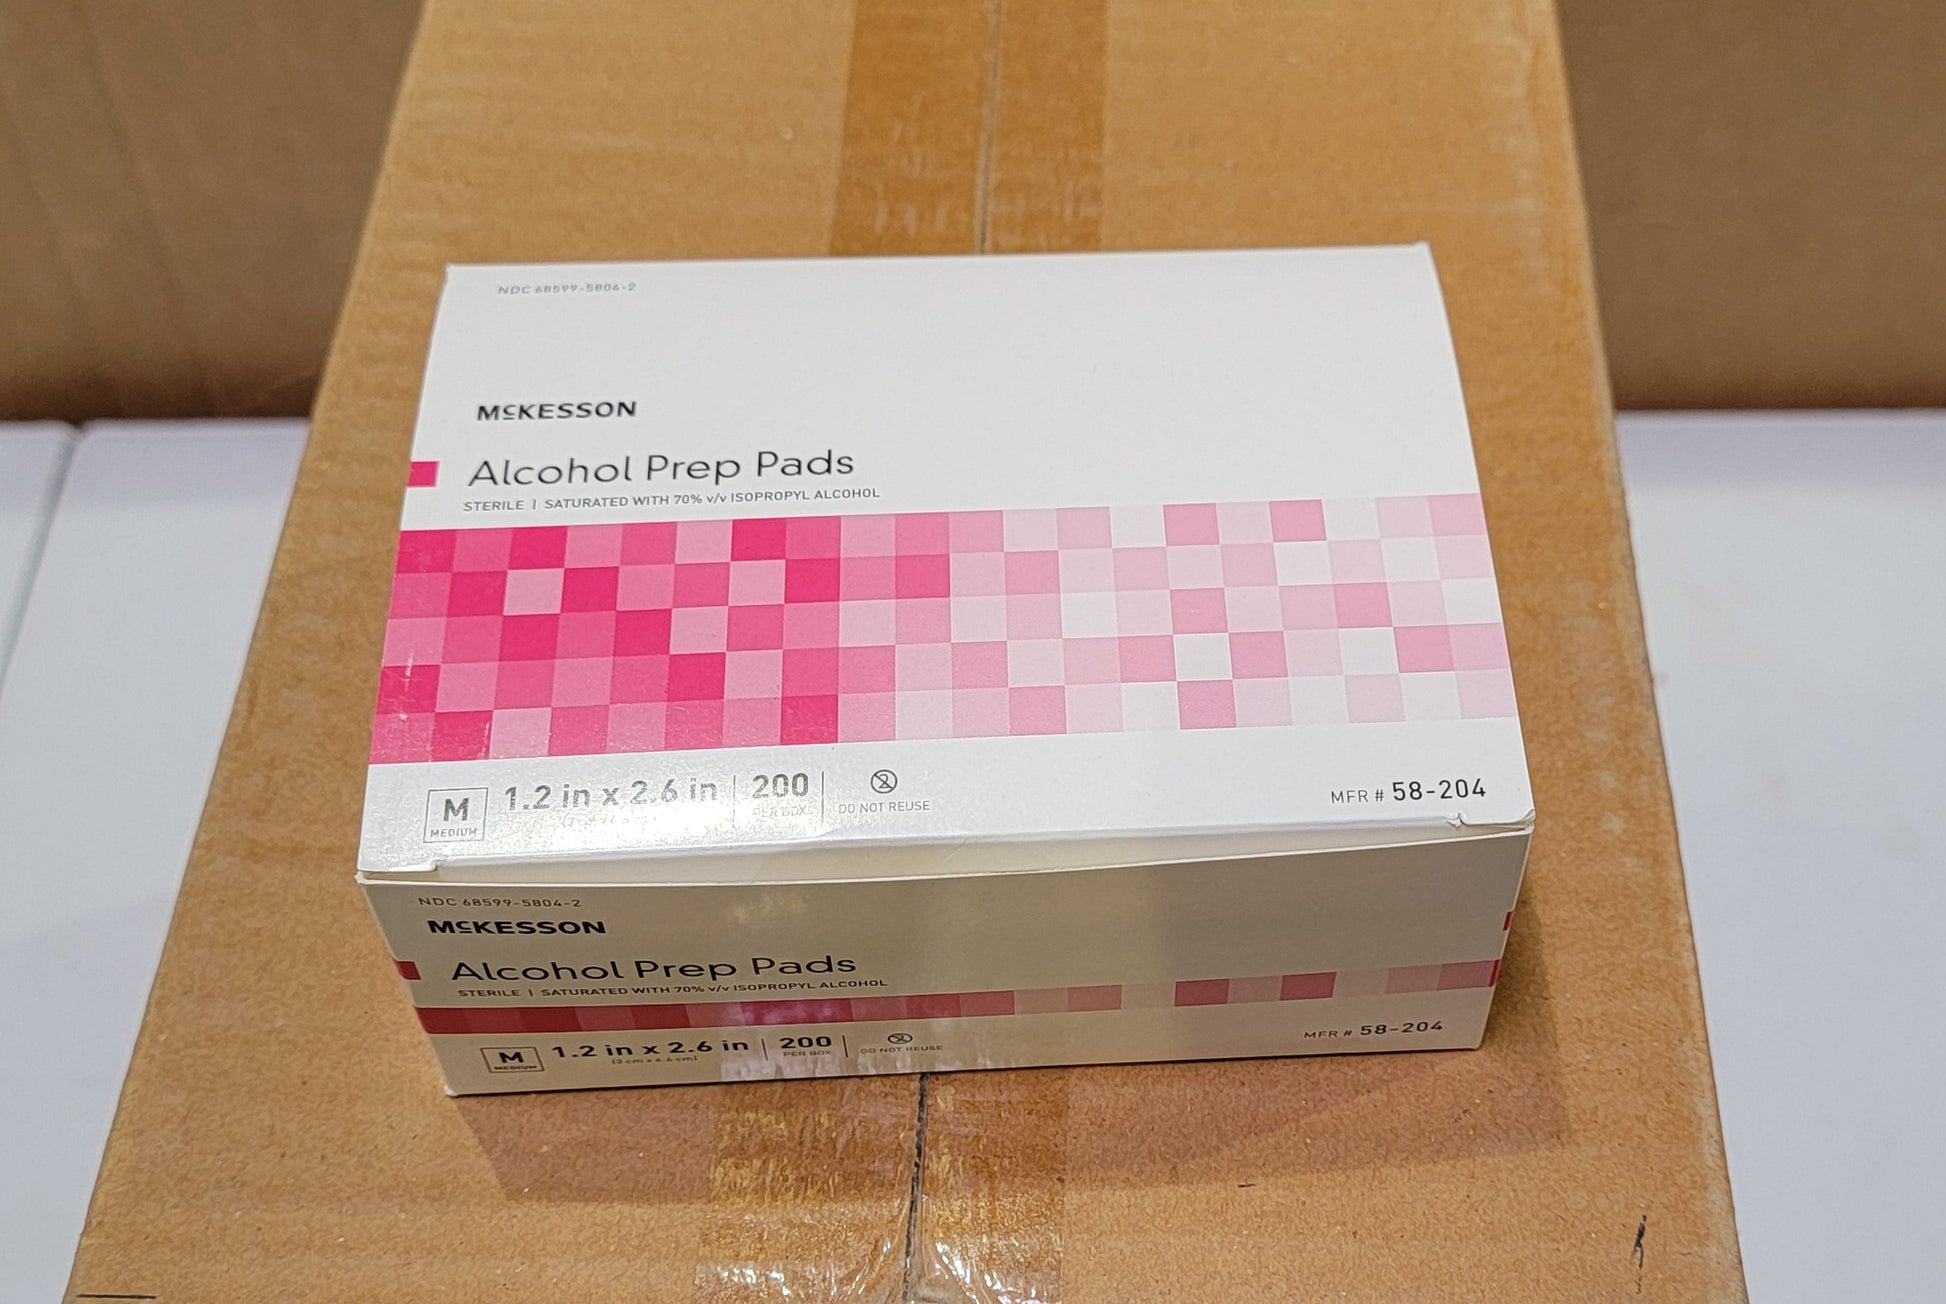 NDC 68599-5804-2
McKESSON
Alcohol Prep Pads
STERILE | SATURATED WITH 70% v/v ISOPROPYL ALCOHOL
M
MEDIUM
1.2 in x 2.6 in
200
PER BOX
DO NOT REUSE
MFR # 58-204
NDC 68599-5804-2
McKESSON
Alcohol Prep Pads
STERILE | SATURATED WITH 70% v/v ISOPROPYL ALCOHOL
M
MEDIUM
1.2 in x 2.6 in
(3 cm x 6.6 cm)
200
PER BOX
DO NOT REUSE
MFR # 58-204